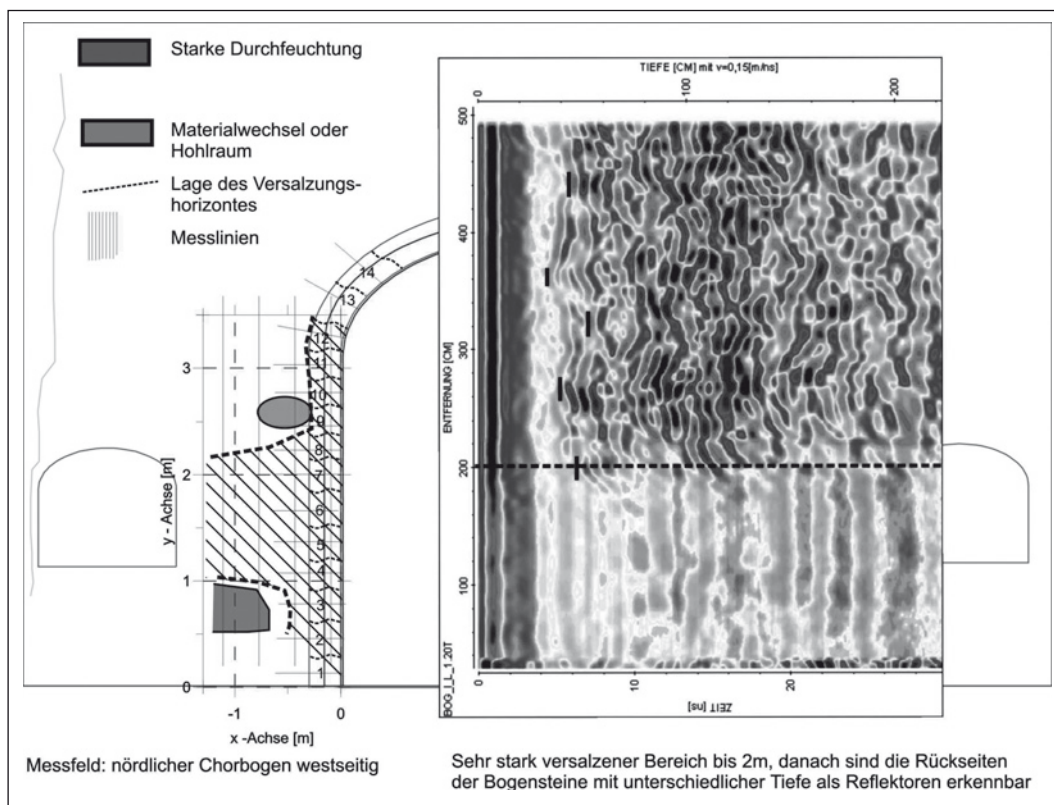 Starke Durchfeuchtung
Materialwechsel oder
Hohlraum
Lage des Versalzungs-
horizontes
Messlinien
14
13
12
11
10
9
8
7
6
5
4
3
2
1
3
2
1
0
y - Achse [m]
-1
0
x -Achse [m]
TIEFE [CM] mit v=0,15[m/ns]
0
100
200
500
400
300
200
100
ENTFERNUNG [CM]
BOG_I_L_1.20T
0
10
20
ZEIT [ns]
Messfeld: nördlicher Chorbogen westseitig
Sehr stark versalzener Bereich bis 2m, danach sind die Rückseiten
der Bogensteine mit unterschiedlicher Tiefe als Reflektoren erkennbar